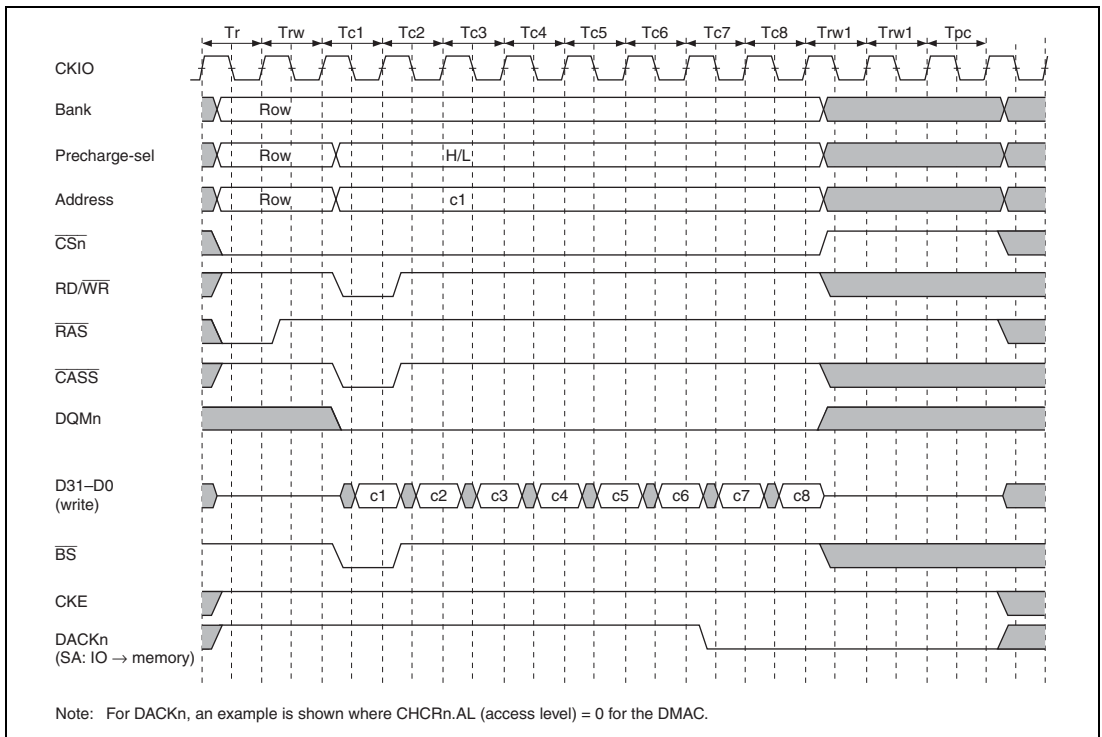 Tr Trw Tc1 Tc2 Tc3 Tc4 Tc5 Tc6 Tc7 Tc8 Trw1 Trw1 Tpc
CKIO
Bank Row
Precharge-sel Row H/L
Address Row c1
CSn
RD/WR
RAS
CASS
DQMn
D31–D0
(write)
c1 c2 c3 c4 c5 c6 c7 c8
BS
CKE
DACKn
(SA: IO → memory)
Note: For DACKn, an example is shown where CHCRn.AL (access level) = 0 for the DMAC.